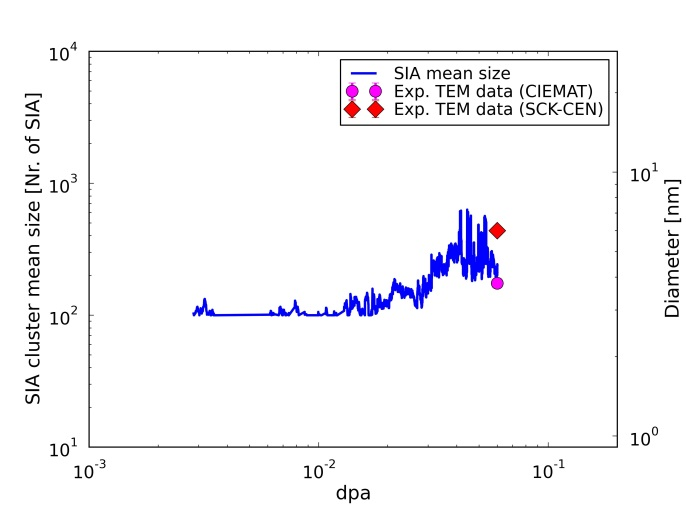 SIA mean size
Exp. TEM data (CIEMAT)
Exp. TEM data (SCK-CEN)
SIA cluster mean size [Nr. of SIA]
10^4
10^3
10^2
10^1
10^1
10^0
Diameter [nm]
10^-3
10^-2
10^-1
dpa